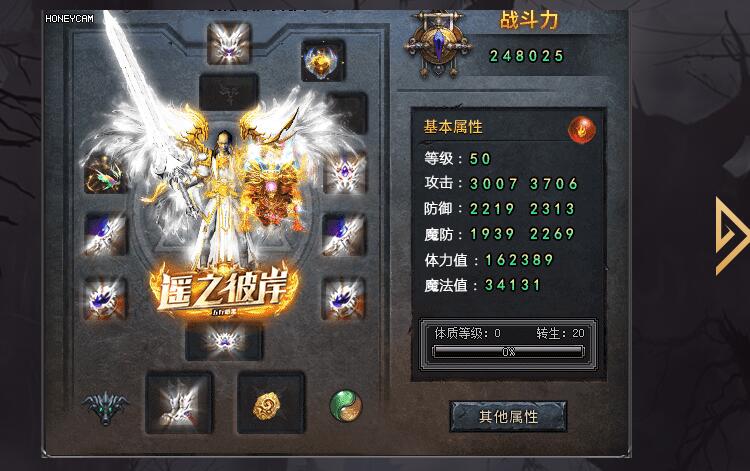 HONEYCAM
战斗力
248025
基本属性
等级：50
攻击：3007 3706
防御：2219 2313
魔防：1939 2269
体力值：162389
魔法值：34131
遥之彼岸
体质等级：0 转生：20
0%
其他属性